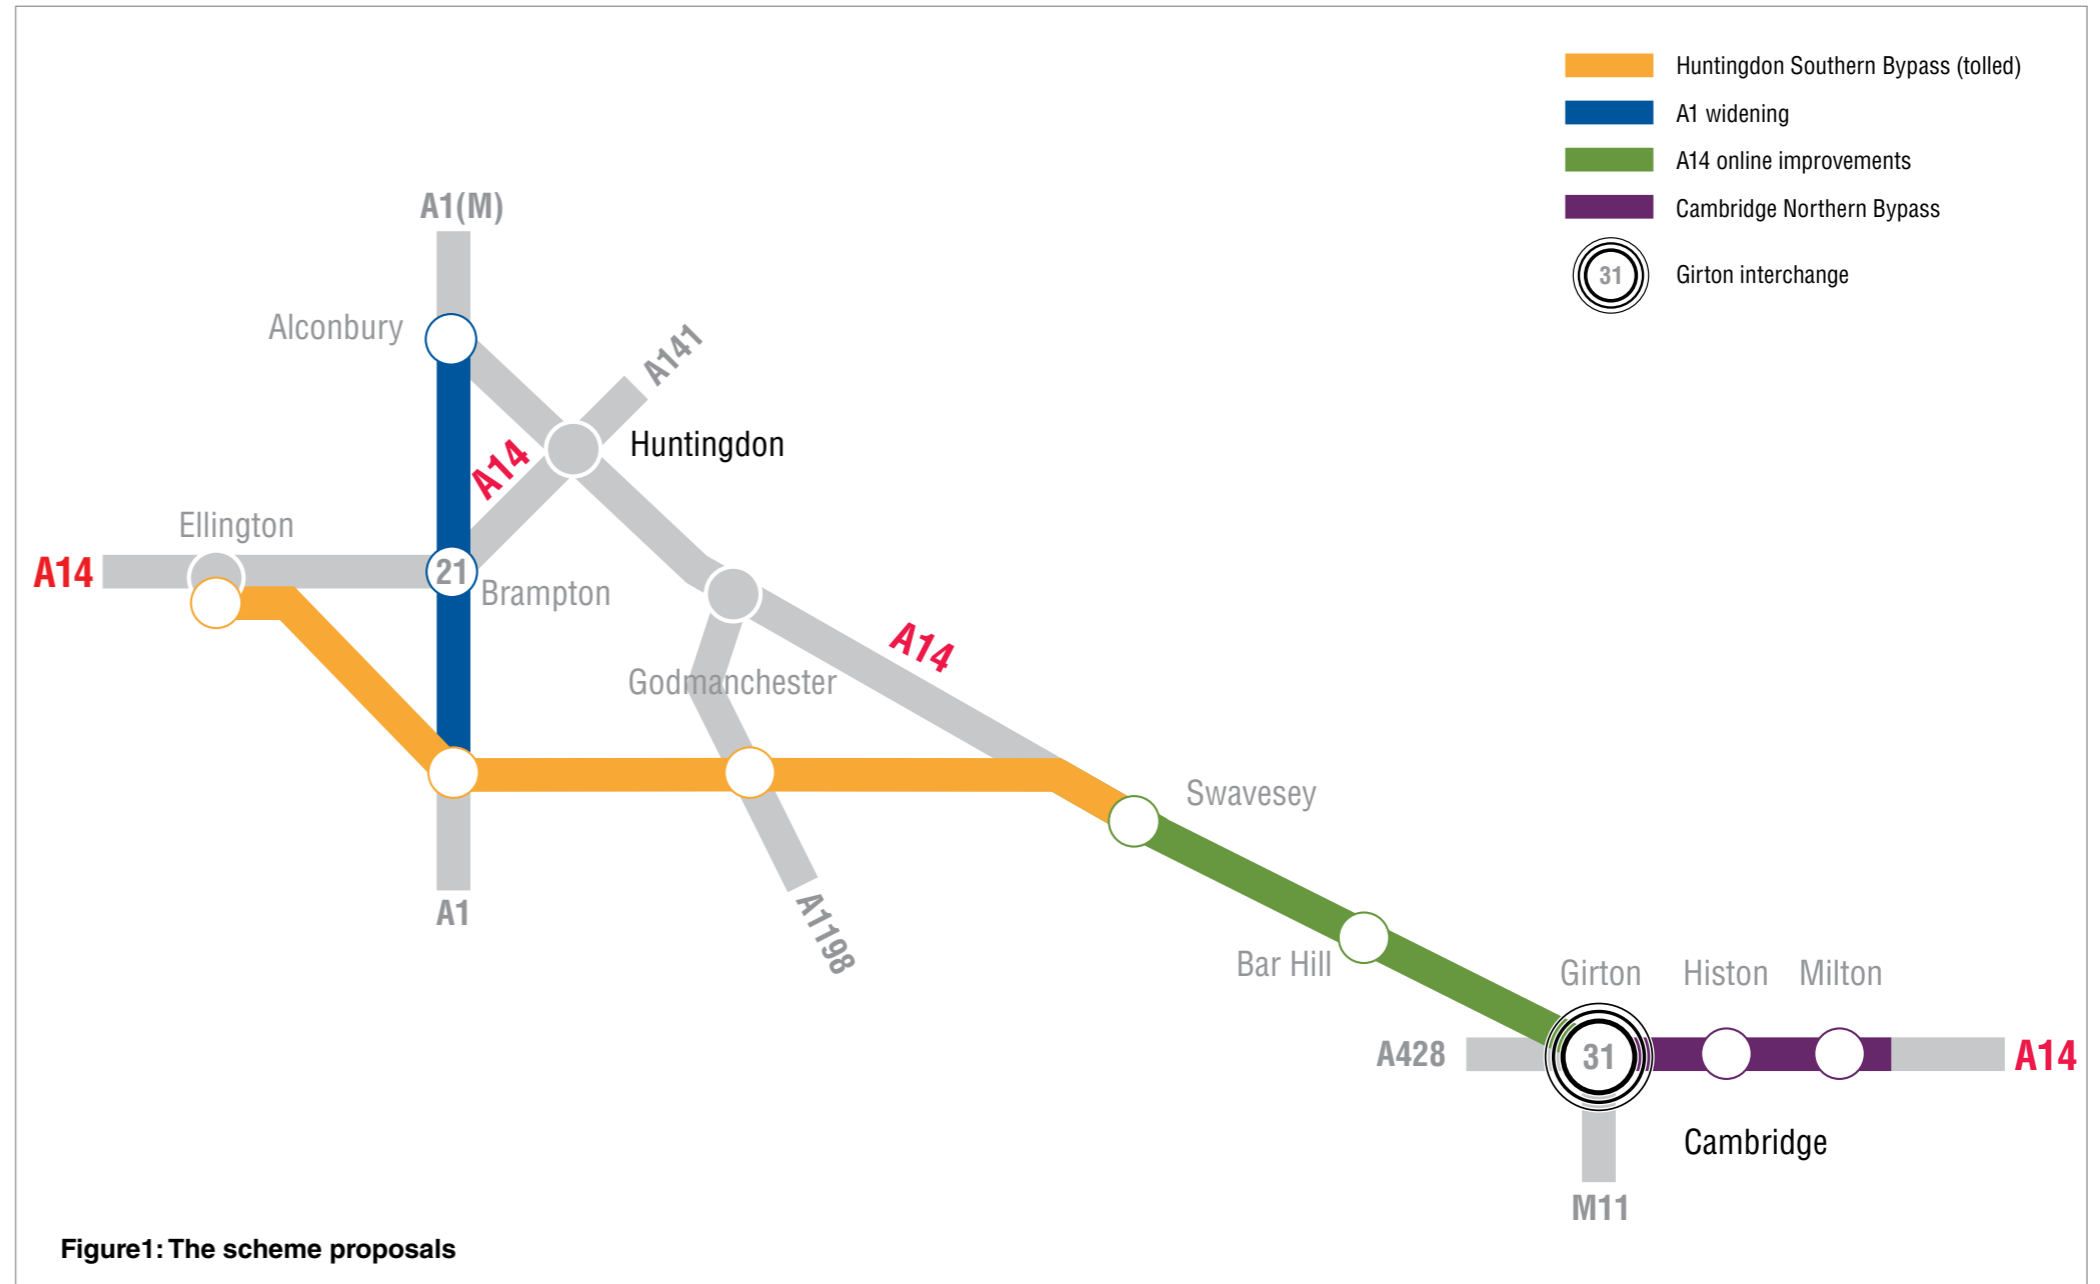 Huntingdon Southern Bypass (tolled)
A1 widening
A14 online improvements
Cambridge Northern Bypass
31
Girton interchange
A1(M)
Alconbury
A141
Huntingdon
A14
Ellington
A14
21
Brampton
A14
Godmanchester
Swavesey
A1
A1198
Bar Hill
Girton
Histon
Milton
A428
31
A14
Cambridge
M11
Figure1: The scheme proposals